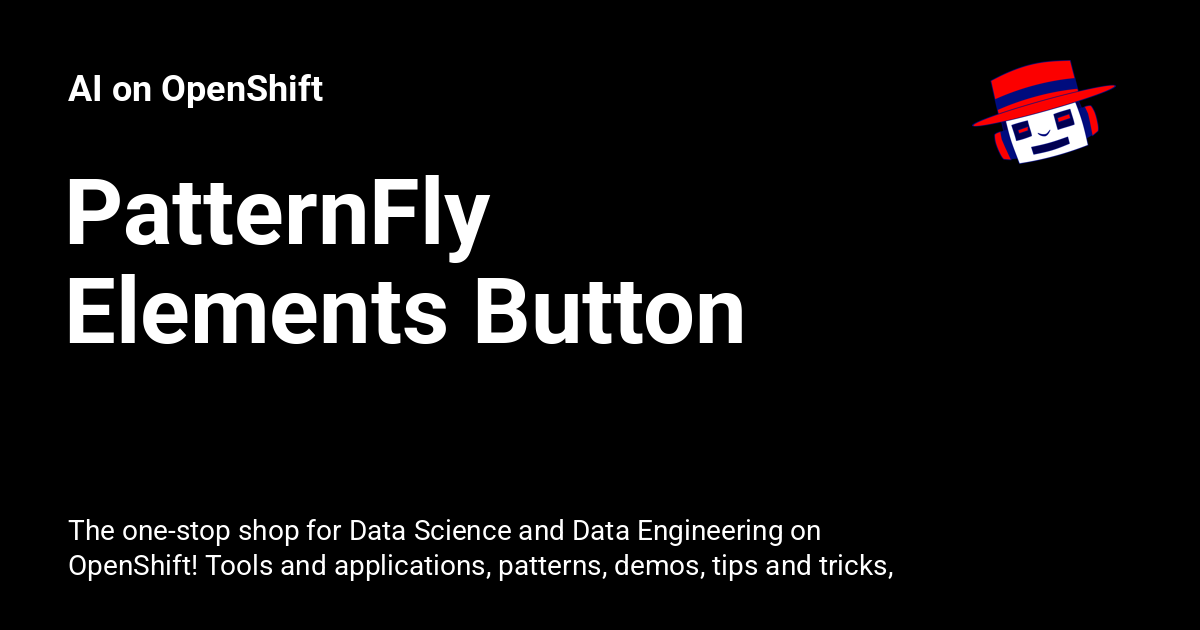 AI on OpenShift
PatternFly
Elements Button
The one-stop shop for Data Science and Data Engineering on
OpenShift! Tools and applications, patterns, demos, tips and tricks,